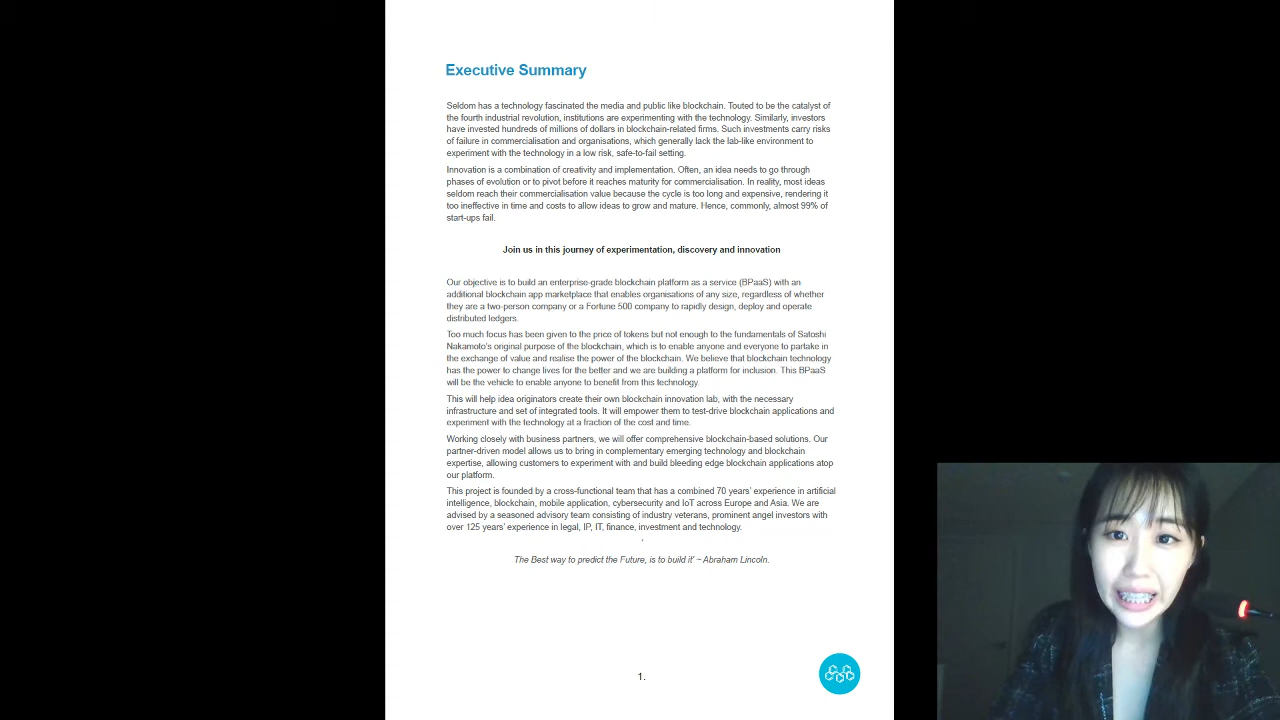 Executive Summary
Seldom has a technology fascinated the media and public like blockchain. Touted to be the catalyst of
the fourth industrial revolution, institutions are experimenting with the technology. Similarly, investors
have invested hundreds of millions of dollars in blockchain-related firms. Such investments carry risks
of failure in commercialisation and organisations, which generally lack the lab-like environment to
experiment with the technology in a low risk, safe-to-fail setting.
Innovation is a combination of creativity and implementation. Often, an idea needs to go through
phases of evolution or to pivot before it reaches maturity for commercialisation. In reality, most ideas
seldom reach their commercialisation value because the cycle is too long and expensive, rendering it
too ineffective in time and costs to allow ideas to grow and mature. Hence, commonly, almost 99% of
start-ups fail.
Join us in this journey of experimentation, discovery and innovation
Our objective is to build an enterprise-grade blockchain platform as a service (BPaaS) with an
additional blockchain app marketplace that enables organisations of any size, regardless of whether
they are a two-person company or a Fortune 500 company to rapidly design, deploy and operate
distributed ledgers.
Too much focus has been given to the price of tokens but not enough to the fundamentals of Satoshi
Nakamoto's original purpose of the blockchain, which is to enable anyone and everyone to partake in
the exchange of value and realise the power of the blockchain. We believe that blockchain technology
has the power to change lives for the better and we are building a platform for inclusion. This BPaaS
will be the vehicle to enable anyone to benefit from this technology.
This will help idea originators create their own blockchain innovation lab, with the necessary
infrastructure and set of integrated tools. It will empower them to test-drive blockchain applications and
experiment with the technology at a fraction of the cost and time.
Working closely with business partners, we will offer comprehensive blockchain-based solutions. Our
partner-driven model allows us to bring in complementary emerging technology and blockchain
expertise, allowing customers to experiment with and build bleeding edge blockchain applications atop
our platform.
This project is founded by a cross-functional team that has a combined 70 years' experience in artificial
intelligence, blockchain, mobile application, cybersecurity and IoT across Europe and Asia. We are
advised by a seasoned advisory team consisting of industry veterans, prominent angel investors with
over 125 years' experience in legal, IP, IT, finance, investment and technology.
'
The Best way to predict the Future, is to build it' ~ Abraham Lincoln.
1.